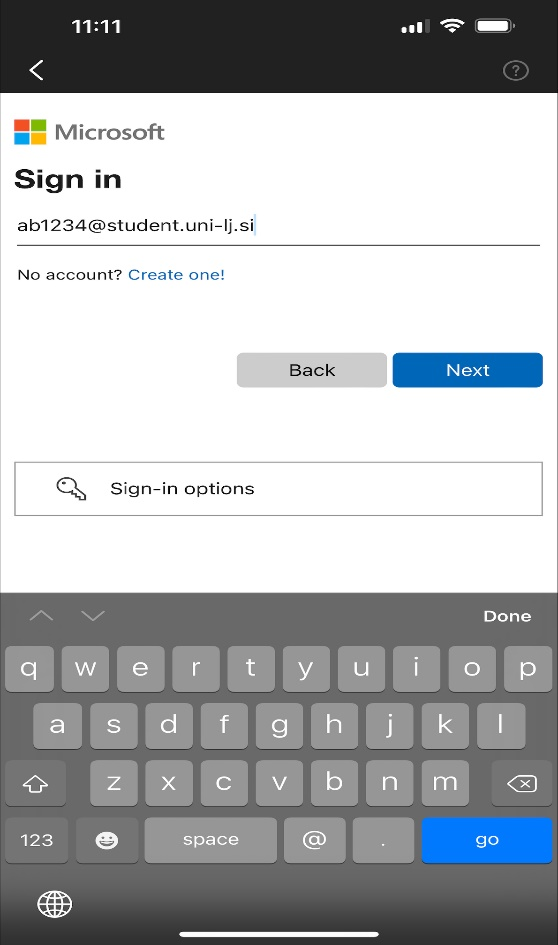 11:11
?
Microsoft
Sign in
ab1234@student.uni-lj.si
No account? Create one!
Back Next
Sign-in options
Done
q w e r t y u i o p
a s d f g h j k l
z x c v b n m
123 space @ . go